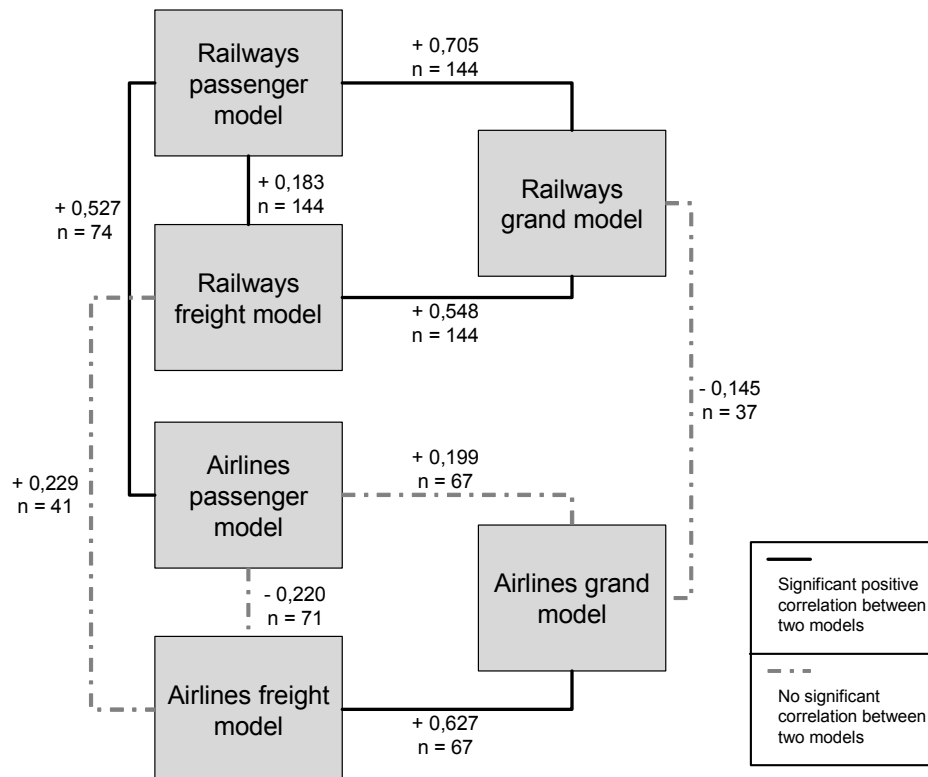 Railways
passenger
model
+ 0,705
n = 144
Railways
grand model
+ 0,183
n = 144
+ 0,527
n = 74
Railways
freight model
+ 0,548
n = 144
- 0,145
n = 37
Airlines
passenger
model
+ 0,199
n = 67
+ 0,229
n = 41
Airlines grand
model
- 0,220
n = 71
Airlines freight
model
+ 0,627
n = 67
Significant positive
correlation between
two models
No significant
correlation between
two models